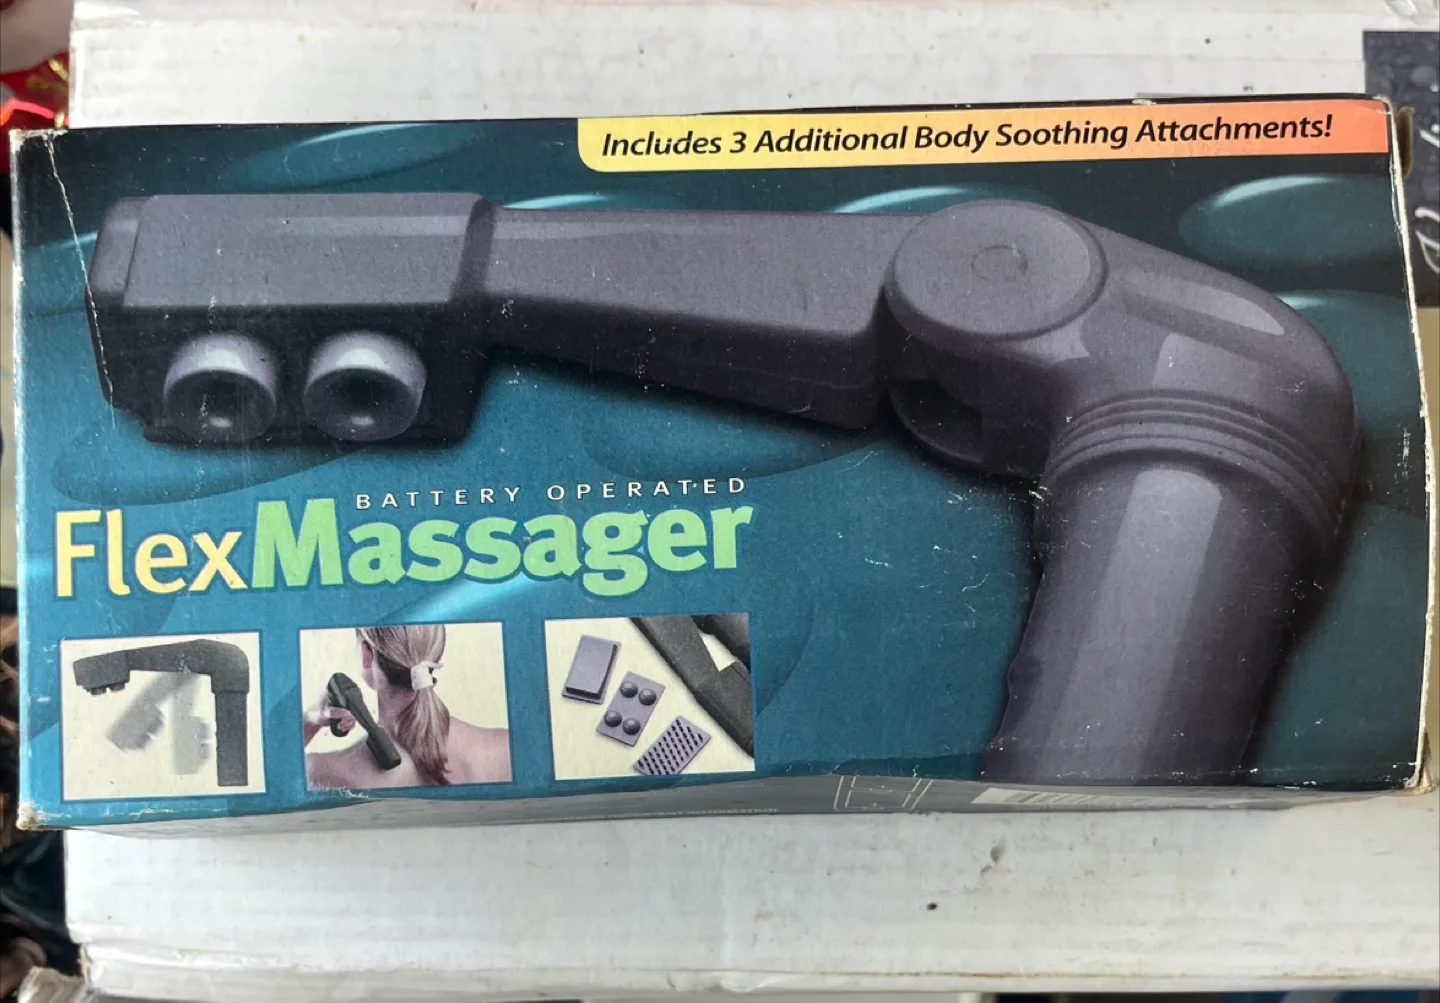 Includes 3 Additional Body Soothing Attachments!
BATTERY OPERATED
FlexMassager